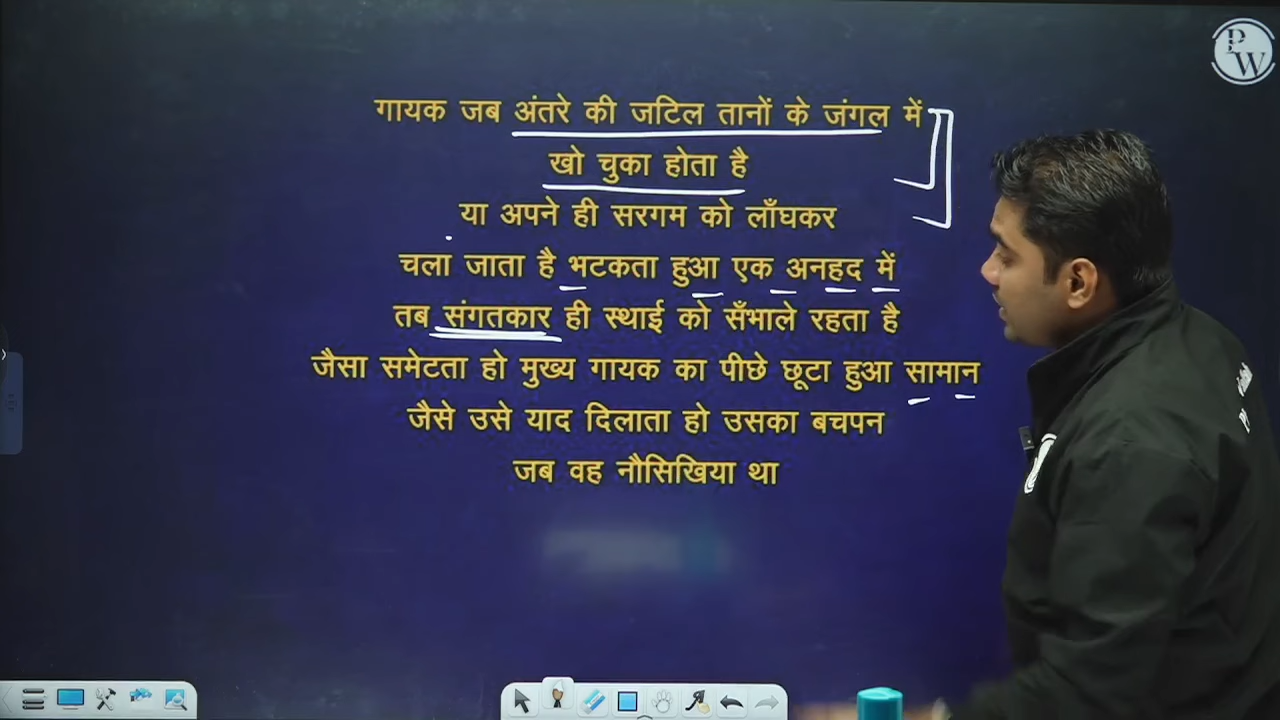 PW
गायक जब अंतरे की जटिल तानों के जंगल में
खो चुका होता है
या अपने ही सरगम को लाँघकर
चला जाता है भटकता हुआ एक अनहद में
तब संगतकार ही स्थाई को सँभाले रहता है
जैसा समेटता हो मुख्य गायक का पीछे छूटा हुआ सामान
जैसे उसे याद दिलाता हो उसका बचपन
जब वह नौसिखिया था